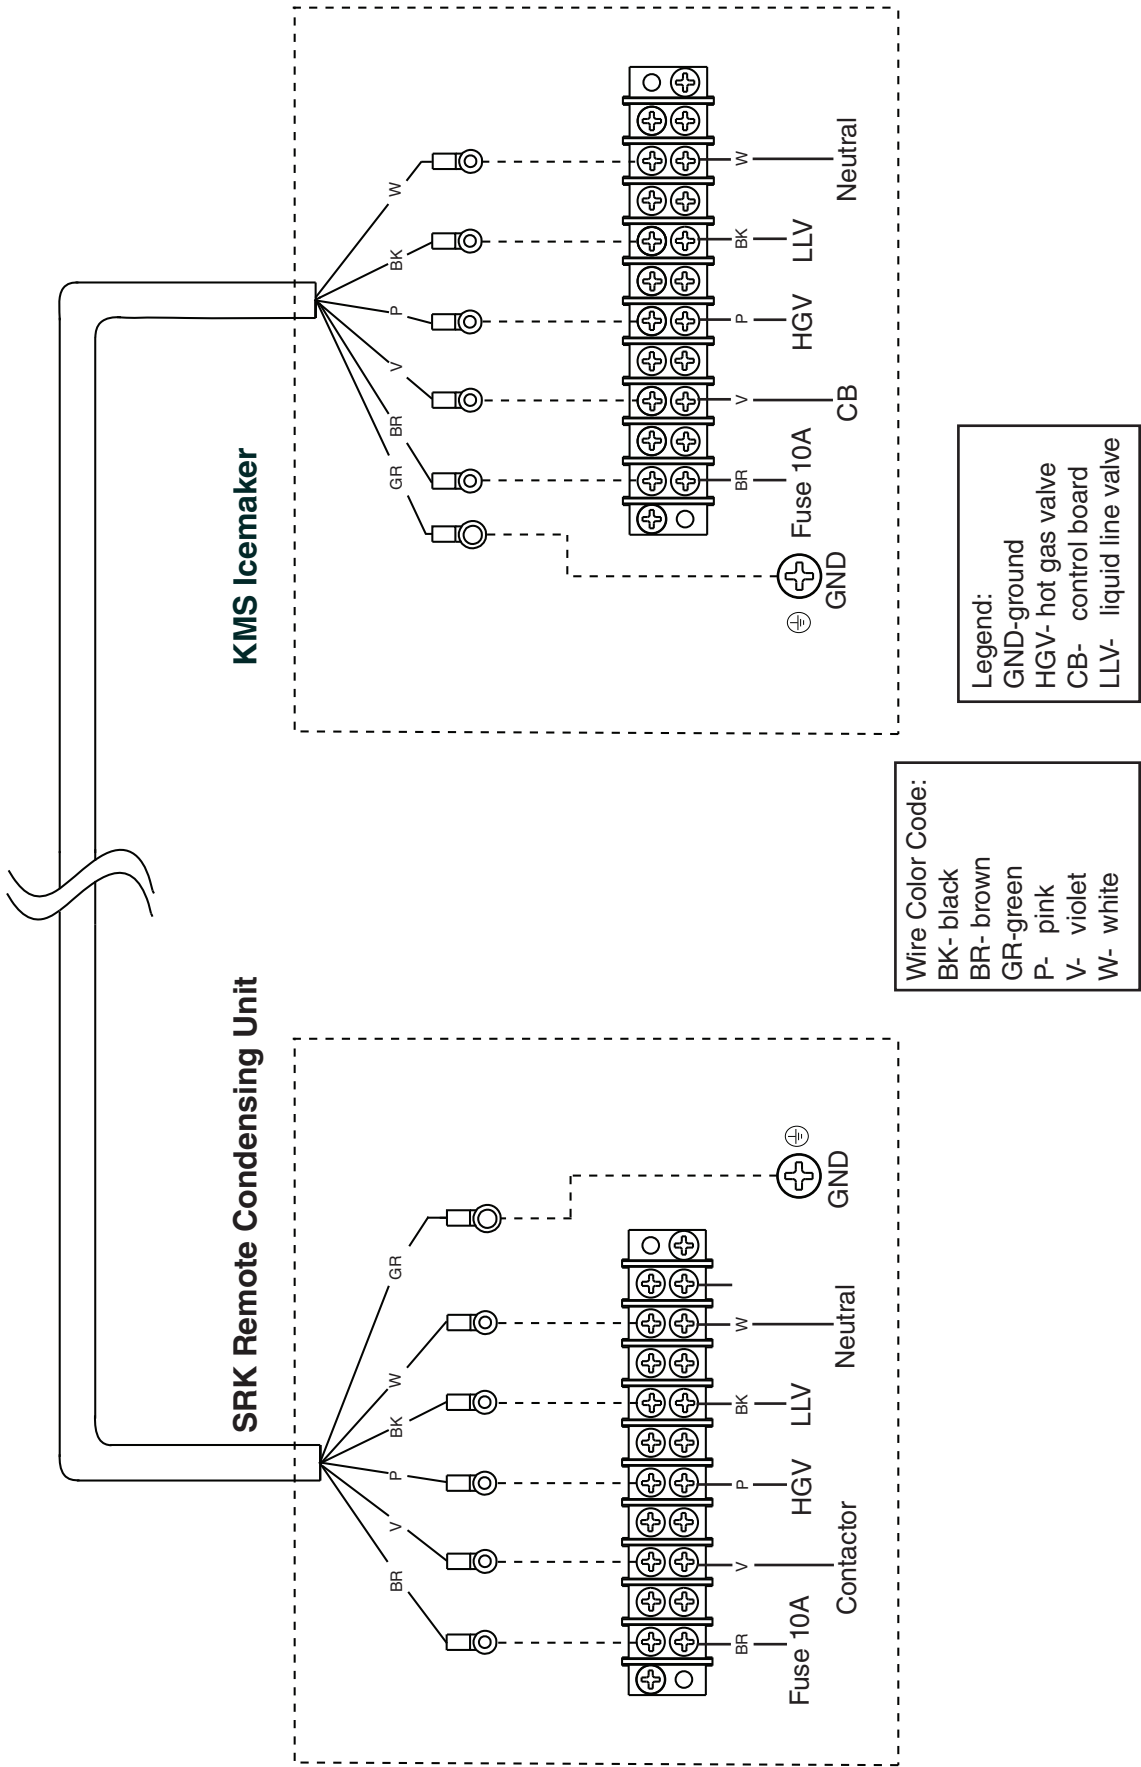 SRK Remote Condensing Unit
BR
V
P
BK
W
GR
BR
V
P
BK
W
Fuse 10A
Contactor
HGV
LLV
Neutral
GND
KMS Icemaker
GR
BR
V
P
BK
W
BR
V
P
BK
W
GND
Fuse 10A
CB
HGV
LLV
Neutral
Wire Color Code:
BK- black
BR- brown
GR-green
P- pink
V- violet
W- white
Legend:
GND-ground
HGV- hot gas valve
CB- control board
LLV- liquid line valve